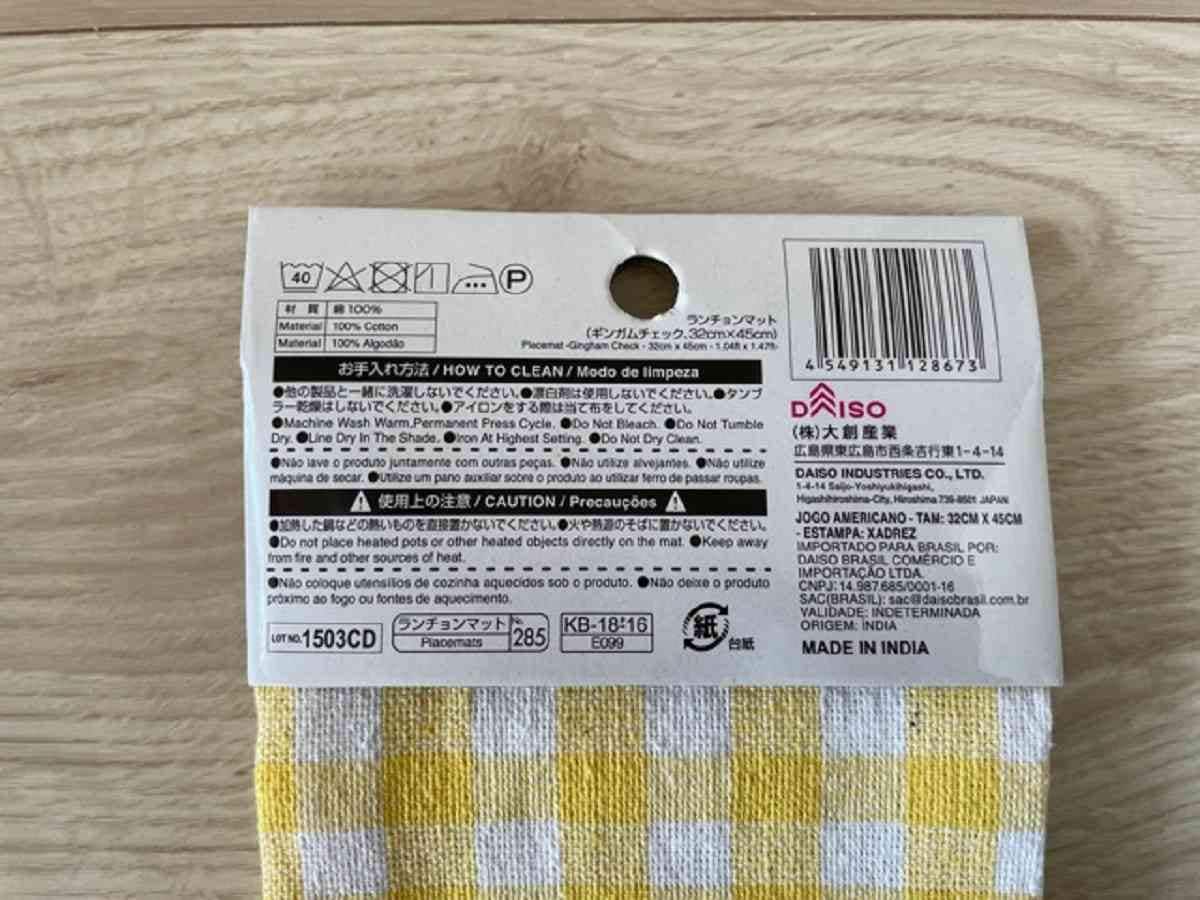 40
P
材 質 綿100%
Material 100% Cotton
Material 100% Algodão
ランチョンマット
(ギンガムチェック、32cm×45cm)
Placemat -Gingham Check - 32cm x 45cm - 1.04ft x 1.47ft-
お手入れ方法 / HOW TO CLEAN / Modo de limpeza
●他の製品と一緒に洗濯しないでください。●漂白剤は使用しないでください。●タンブ
ラー乾燥はしないでください。●アイロンをする際は当て布をしてください。
●Machine Wash Warm,Permanent Press Cycle. ●Do Not Bleach. ●Do Not Tumble
Dry. ●Line Dry In The Shade. ●Iron At Highest Setting. ●Do Not Dry Clean.
●Não lave o produto juntamente com outras peças. ●Não utilize alvejantes. ●Não utilize
máquina de secar. ●Utilize um pano auxiliar sobre o produto ao utilizar ferro de passar roupas.
使用上の注意 / CAUTION / Precauções
●加熱した鍋などの熱いものを直接置かないでください。●火や熱源のそばに置かないでください。
●Do not place heated pots or other heated objects directly on the mat. ●Keep away
from fire and other sources of heat.
●Não coloque utensílios de cozinha aquecidos sob o produto. ●Não deixe o produto
próximo ao fogo ou fontes de aquecimento.
LOT NO. 1503CD
ランチョンマット
Placemats
No. 285
KB-18-ｵ-16
E099
紙
台紙
4 549131 128673
DAISO
(株)大創産業
広島県東広島市西条吉行東1-4-14
DAISO INDUSTRIES CO., LTD.
1-4-14 Saijo-Yoshiyukihigashi,
Higashihiroshima-City, Hiroshima 739-8501 JAPAN
JOGO AMERICANO - TAM: 32CM X 45CM
- ESTAMPA: XADREZ
IMPORTADO PARA BRASIL POR:
DAISO BRASIL COMÉRCIO E
IMPORTAÇÃO LTDA.
CNPJ: 14.987.685/0001-16
SAC(BRASIL): sac@daisobrasil.com.br
VALIDADE: INDETERMINADA
ORIGEM: ÍNDIA
MADE IN INDIA